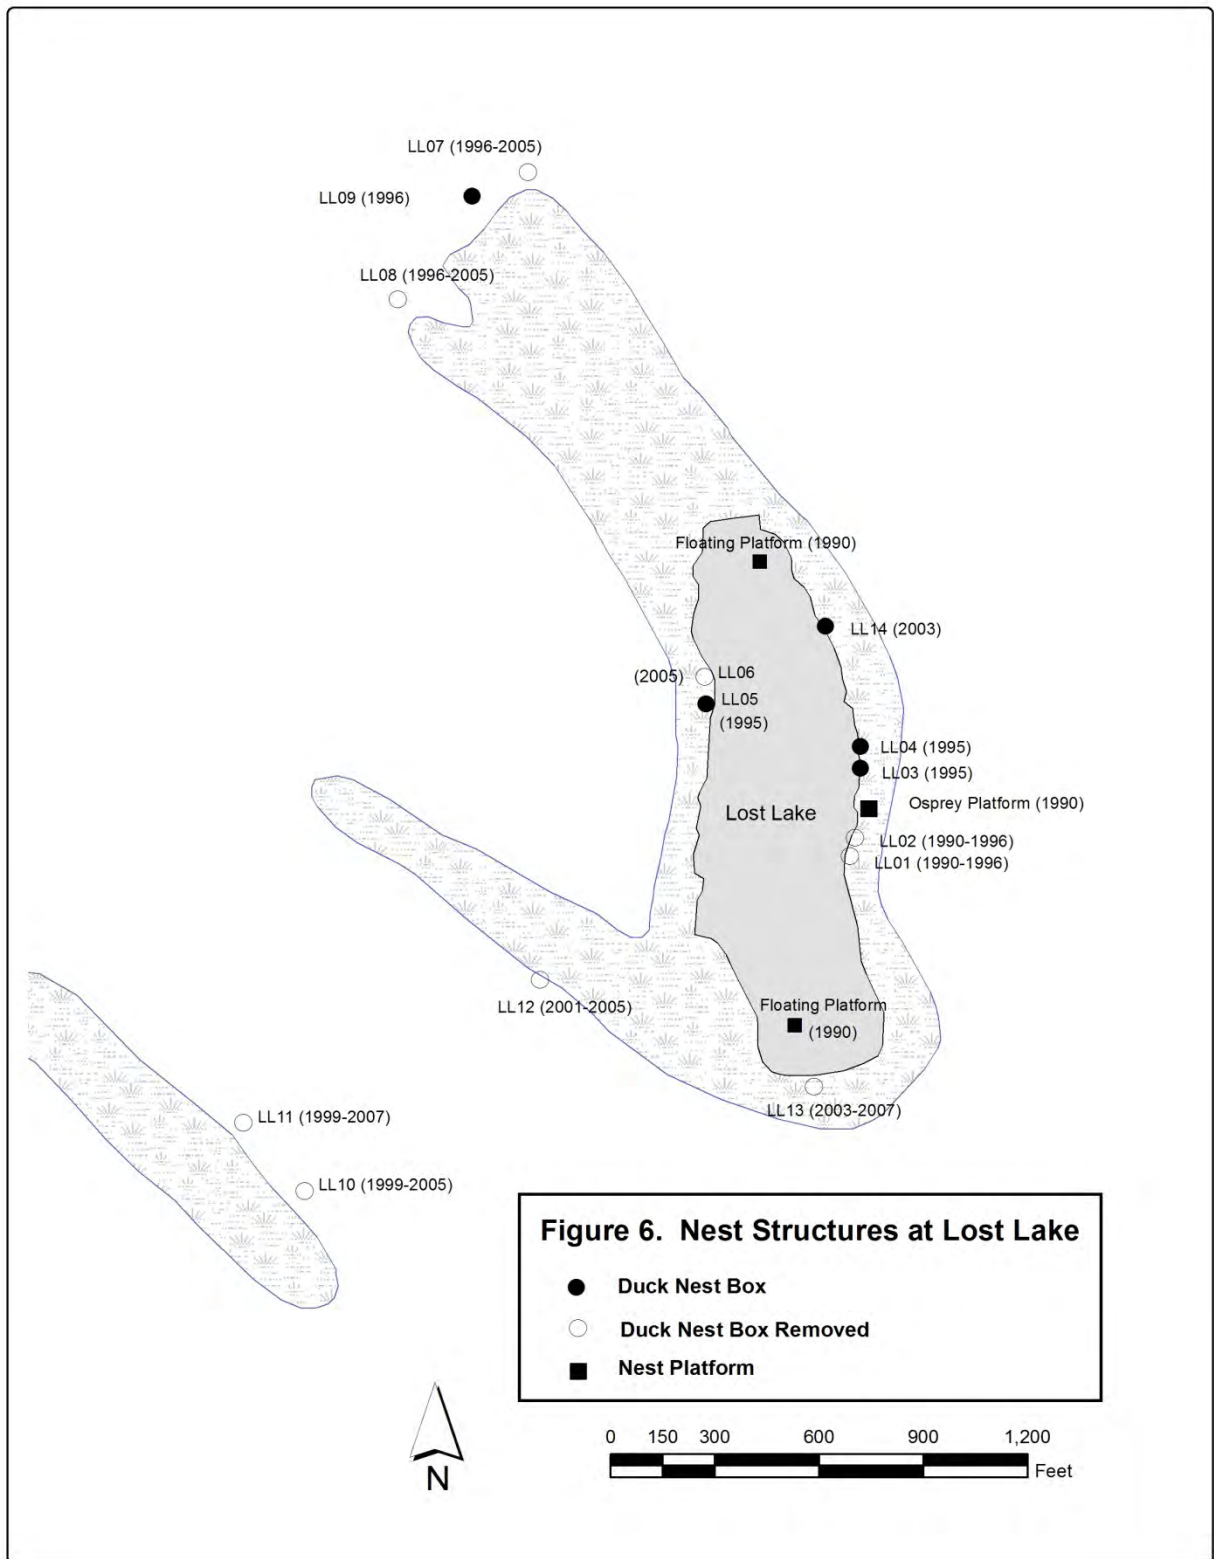 LL07 (1996-2005)
LL09 (1996)
LL08 (1996-2005)
Floating Platform (1990)
LL14 (2003)
(2005) LL06
LL05
(1995)
LL04 (1995)
LL03 (1995)
Osprey Platform (1990)
Lost Lake
LL02 (1990-1996)
LL01 (1990-1996)
LL12 (2001-2005)
Floating Platform
(1990)
LL13 (2003-2007)
LL11 (1999-2007)
LL10 (1999-2005)
Figure 6. Nest Structures at Lost Lake
Duck Nest Box
Duck Nest Box Removed
Nest Platform
N
0 150 300 600 900 1,200
Feet